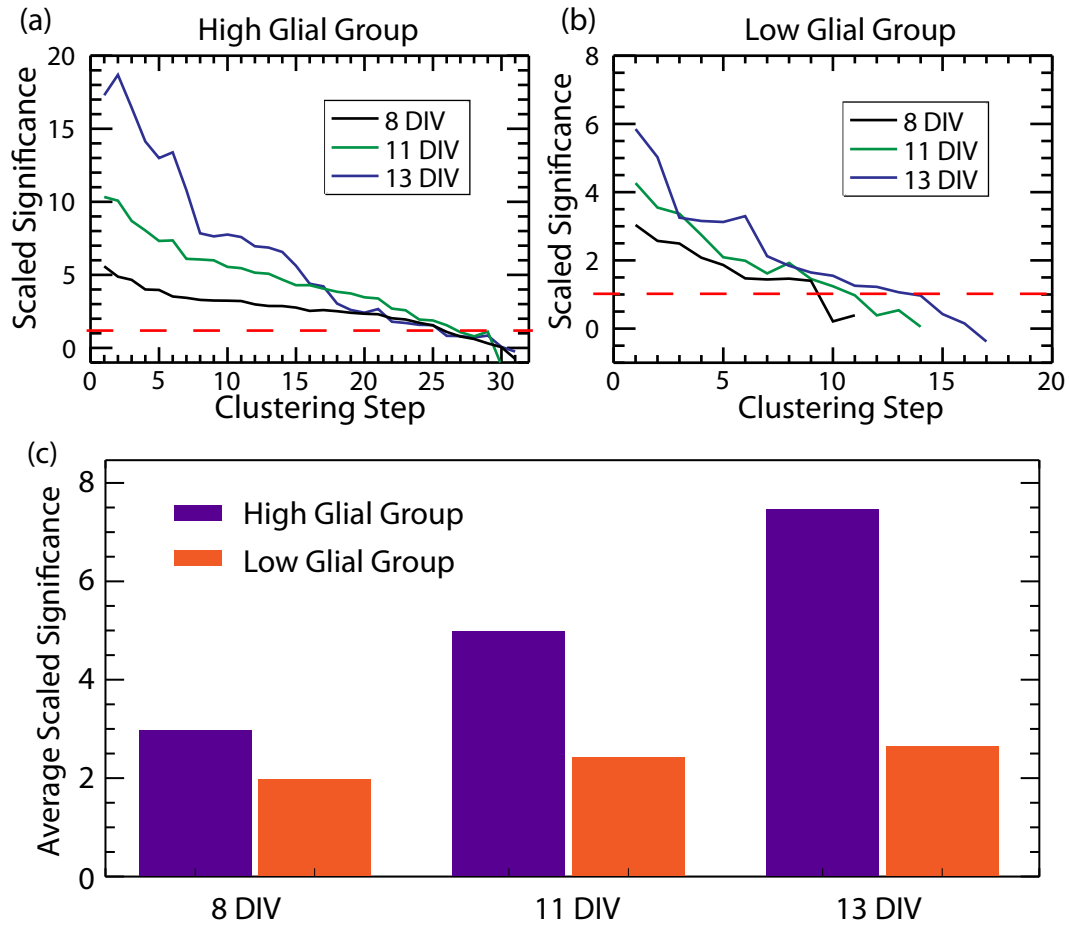 (a)
High Glial Group
Scaled Significance
20
15
10
5
0
8 DIV
11 DIV
13 DIV
0 5 10 15 20 25 30
Clustering Step
(b)
Low Glial Group
Scaled Significance
8
6
4
2
0
8 DIV
11 DIV
13 DIV
0 5 10 15 20
Clustering Step
(c)
Average Scaled Significance
8
6
4
2
0
High Glial Group
Low Glial Group
8 DIV 11 DIV 13 DIV